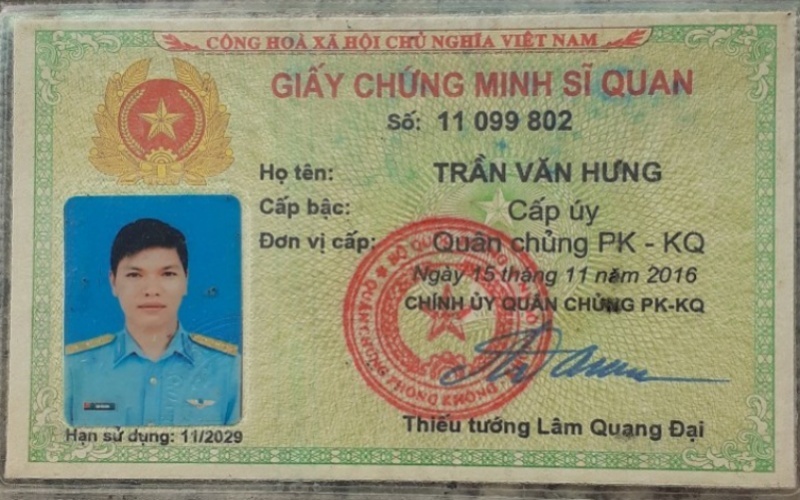 CỘNG HOÀ XÃ HỘI CHỦ NGHĨA VIỆT NAM
GIẤY CHỨNG MINH SĨ QUAN
Số: 11 099 802
Họ tên: TRẦN VĂN HƯNG
Cấp bậc: Cấp úy
Đơn vị cấp: Quân chủng PK - KQ
Ngày 15 tháng 11 năm 2016
CHÍNH ỦY QUÂN CHỦNG PK-KQ
Thiếu tướng Lâm Quang Đại
Hạn sử dụng: 11/2029